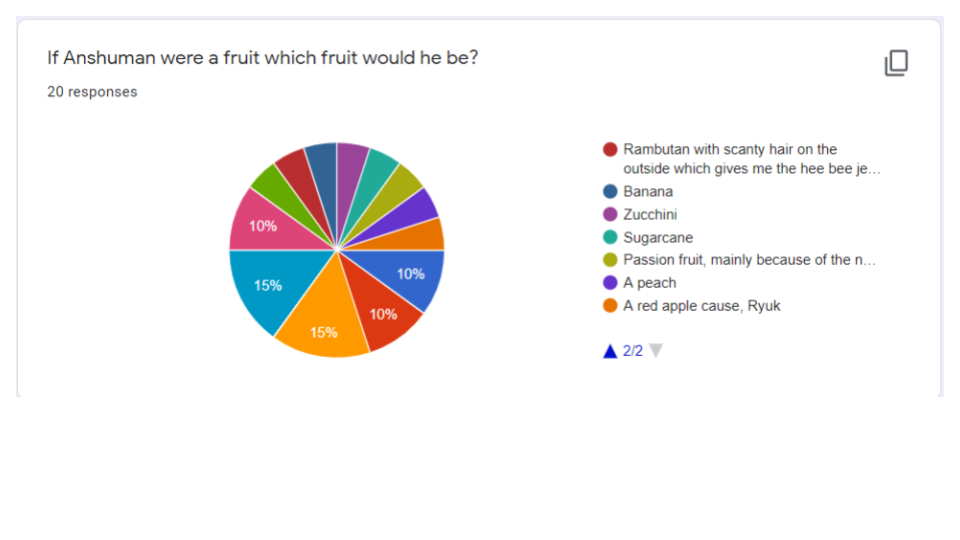 If Anshuman were a fruit which fruit would he be?
20 responses
10%
15%
15%
10%
10%
Rambutan with scanty hair on the
outside which gives me the hee bee je...
Banana
Zucchini
Sugarcane
Passion fruit, mainly because of the n...
A peach
A red apple cause, Ryuk
2/2